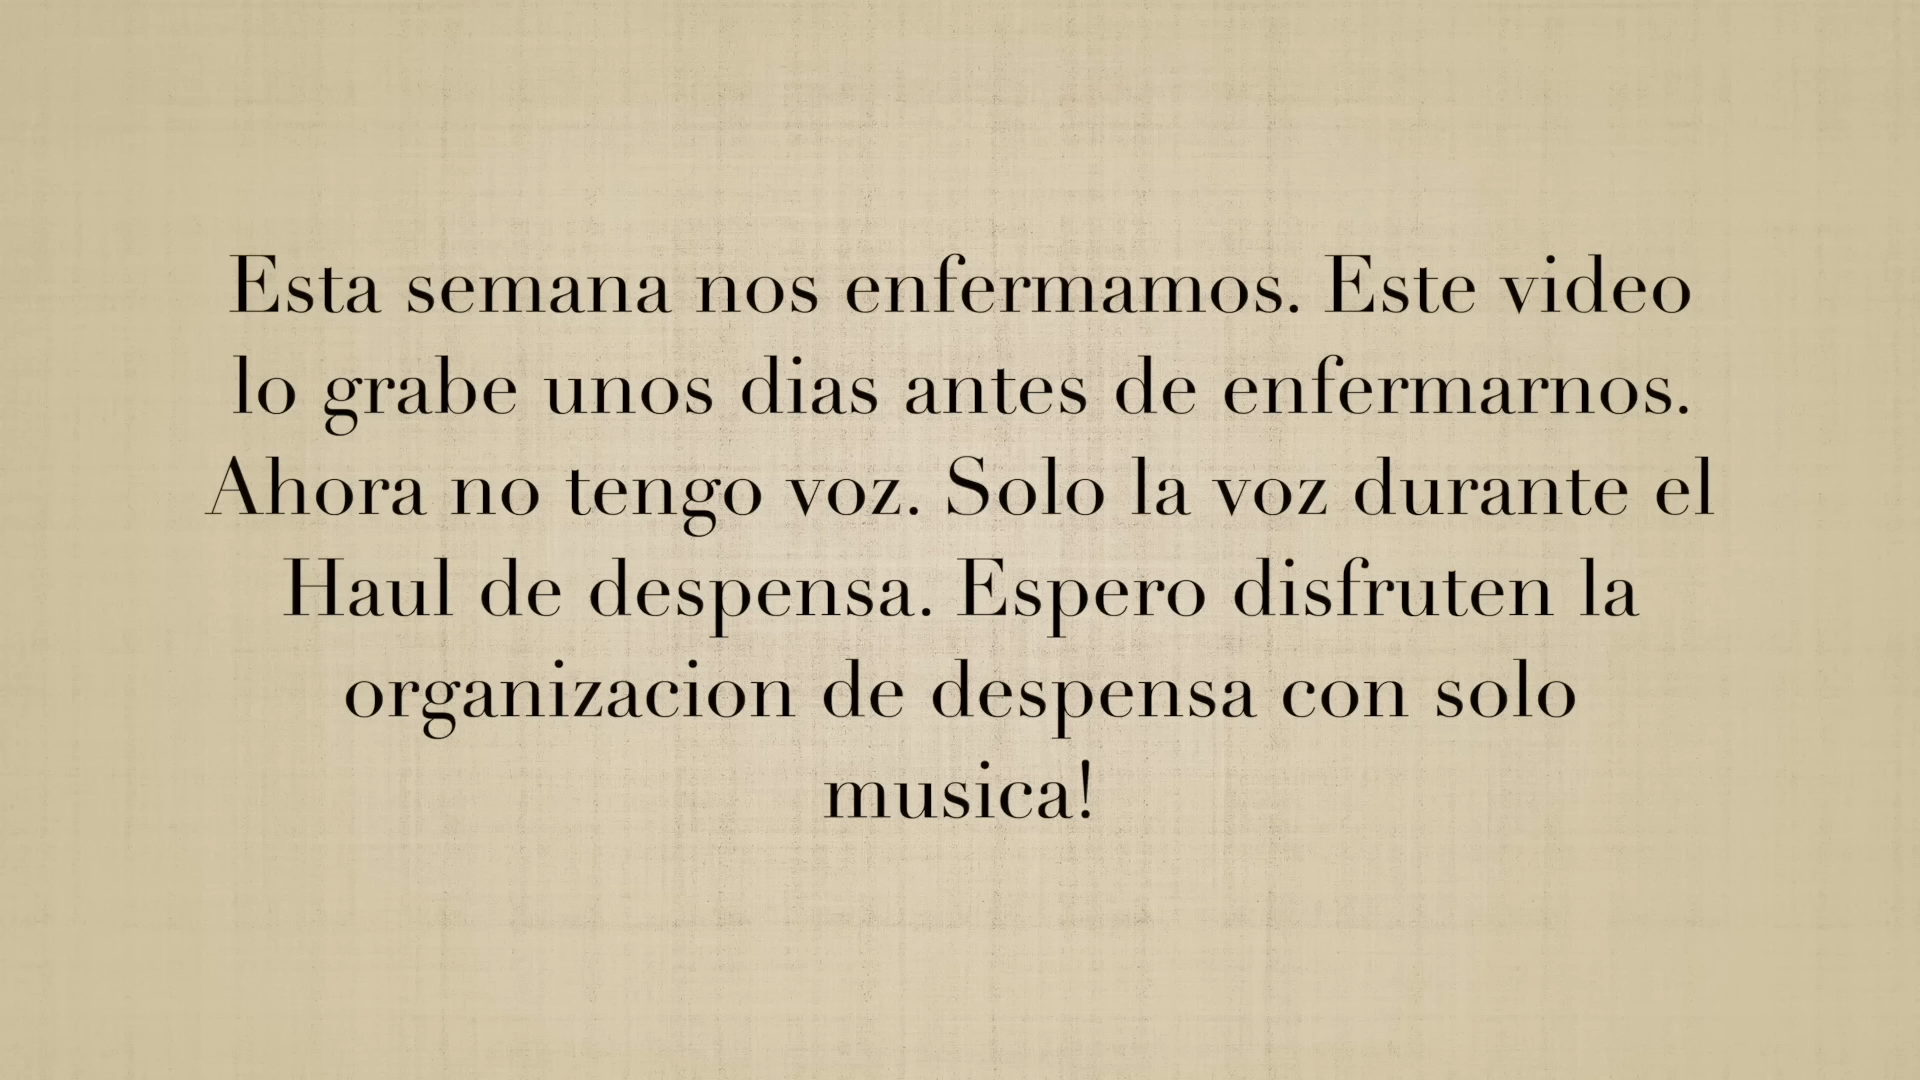 Esta semana nos enfermamos. Este video
lo grabe unos dias antes de enfermarnos.
Ahora no tengo voz. Solo la voz durante el
Haul de despensa. Espero disfruten la
organizacion de despensa con solo
musica!